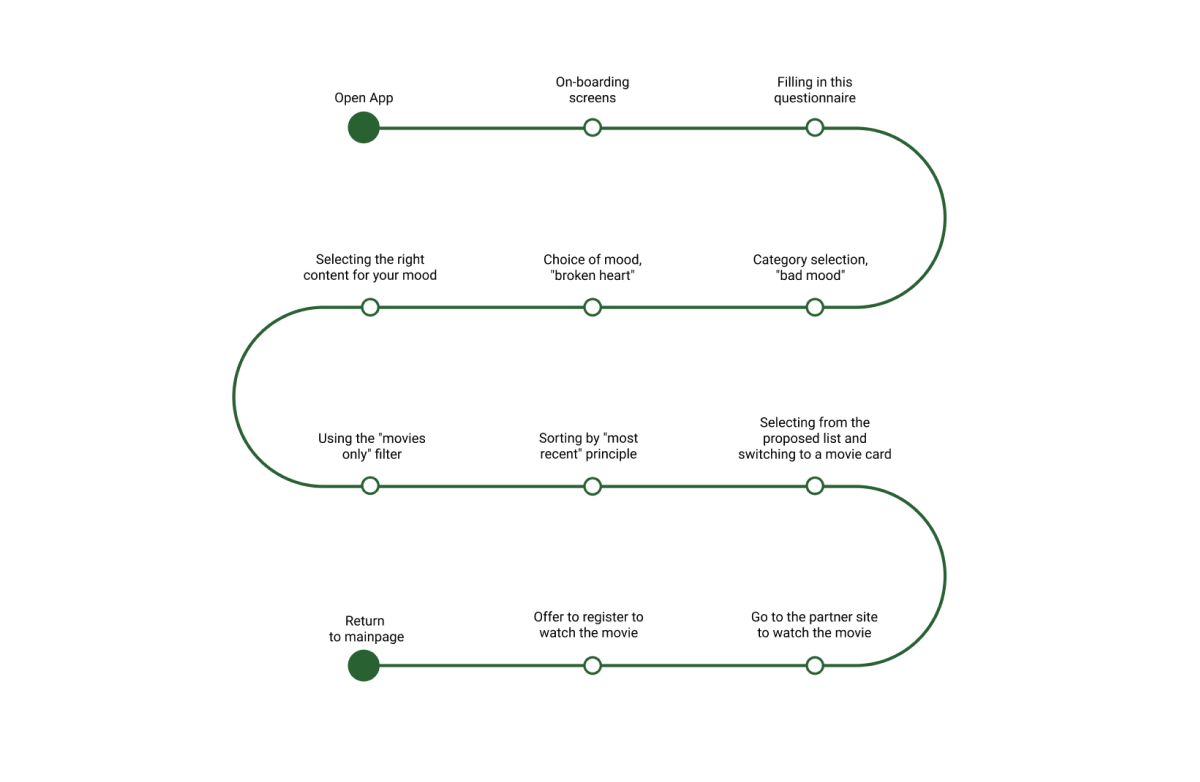 Open App
On-boarding
screens
Filling in this
questionnaire
Category selection,
"bad mood"
Choice of mood,
"broken heart"
Selecting the right
content for your mood
Using the "movies
only" filter
Sorting by "most
recent" principle
Selecting from the
proposed list and
switching to a movie card
Go to the partner site
to watch the movie
Offer to register to
watch the movie
Return
to mainpage